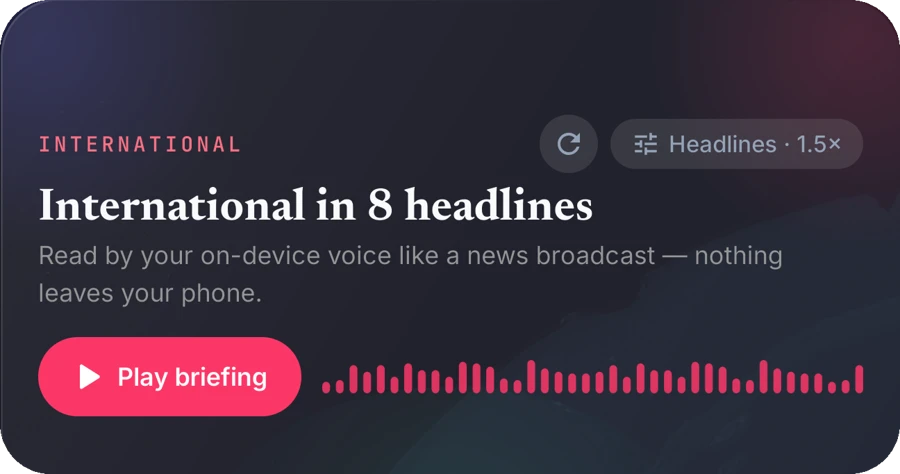 INTERNATIONAL
Headlines · 1.5×
International in 8 headlines
Read by your on-device voice like a news broadcast — nothing
leaves your phone.
Play briefing